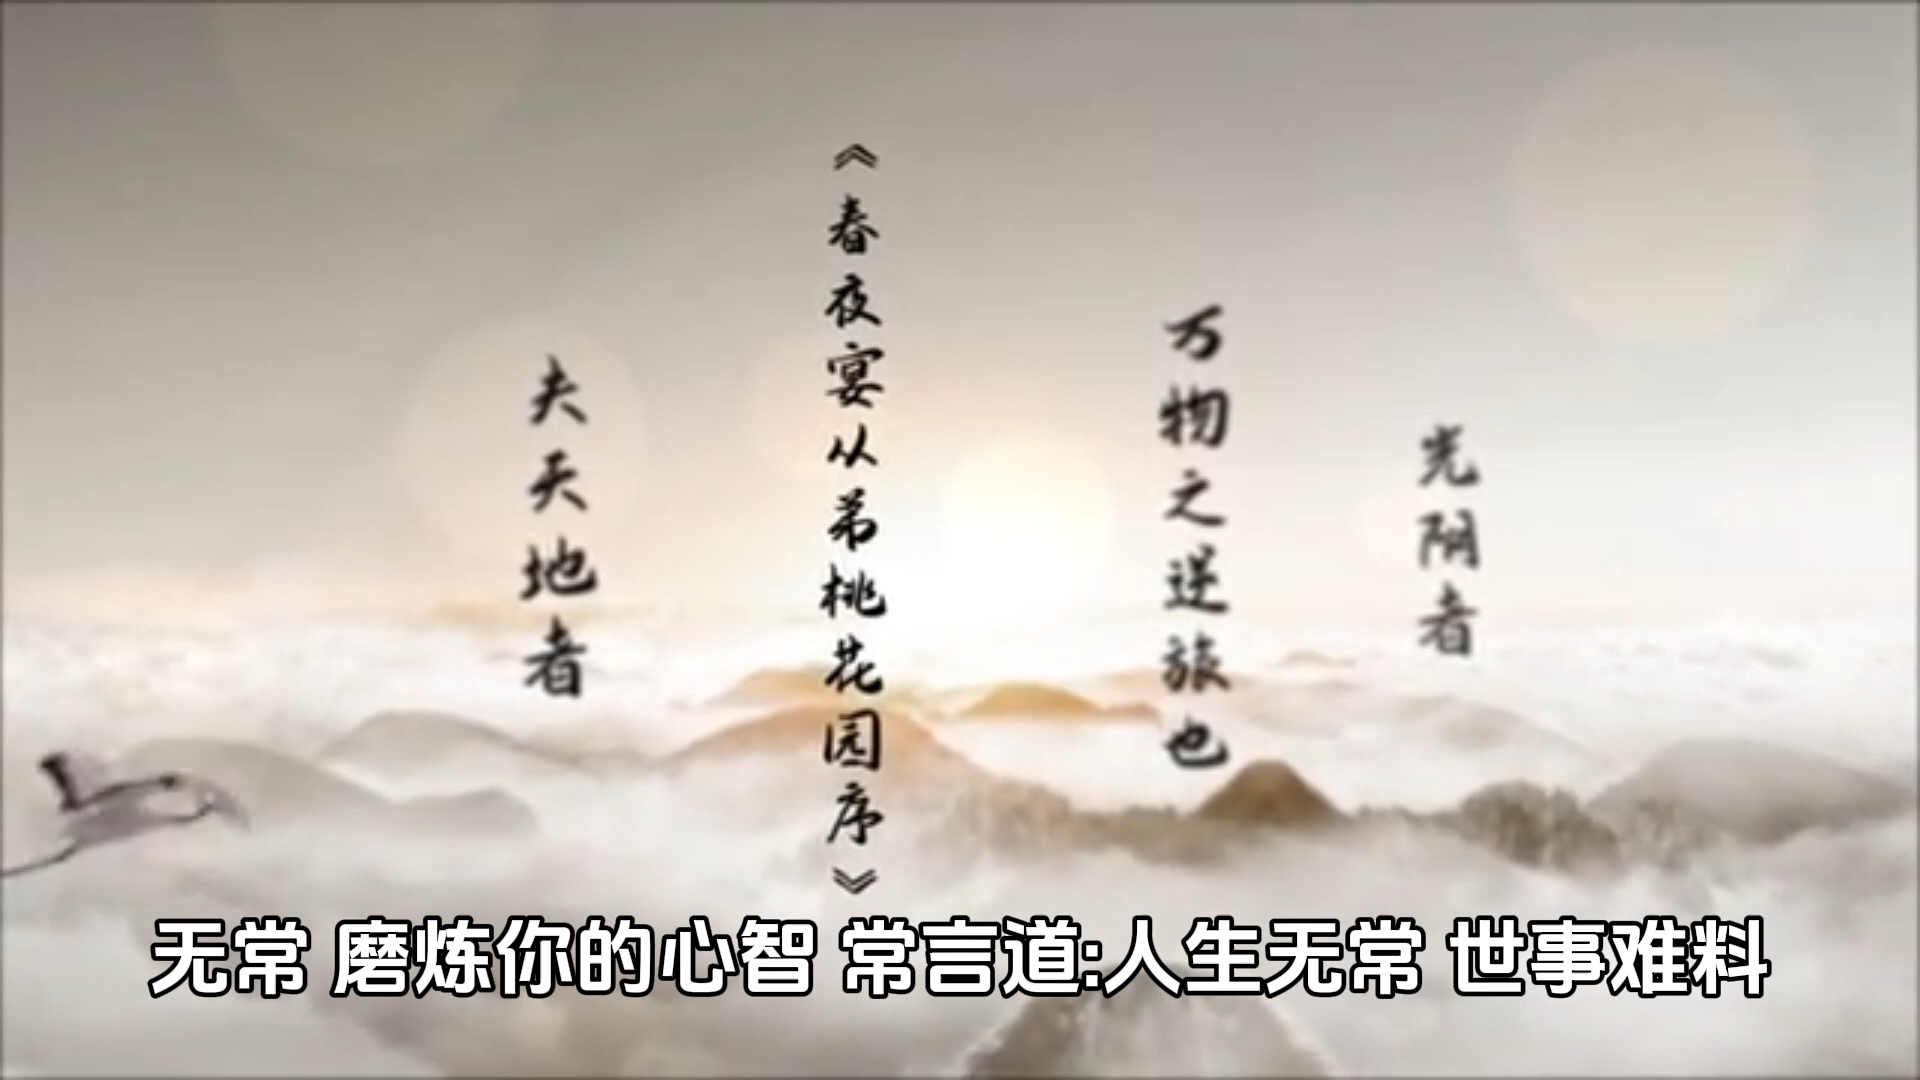 夫天地者
《春夜宴从弟桃花园序》
万物之逆旅也
光阴者
无常 磨炼你的心智 常言道:人生无常 世事难料